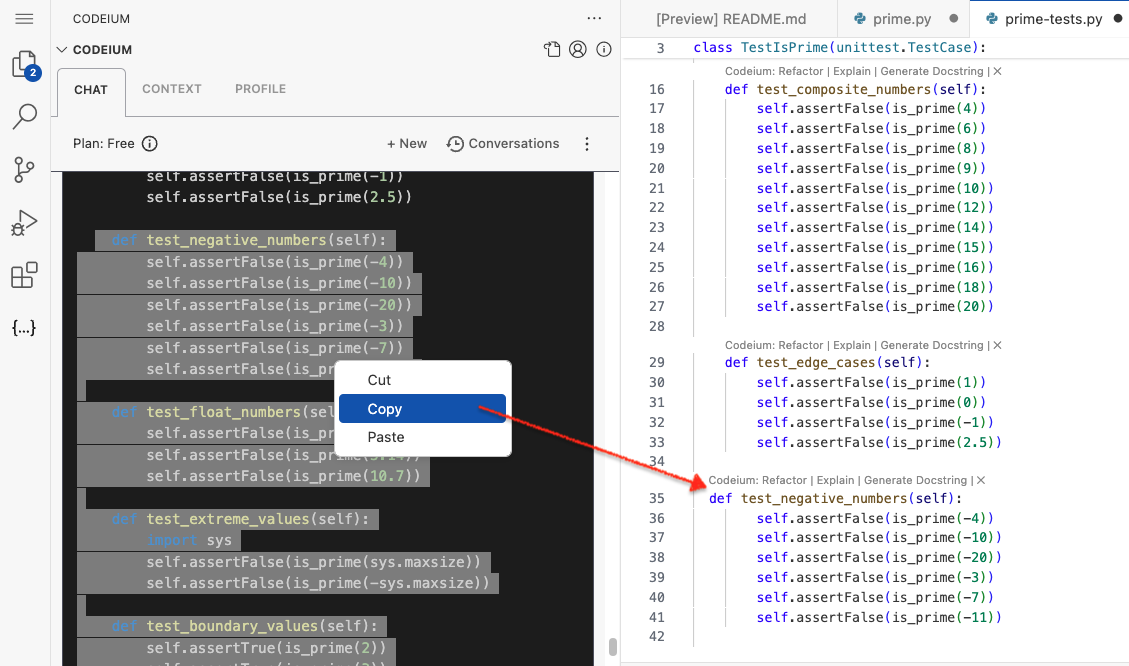 CODEIUM
...
CODEIUM
2
CHAT
CONTEXT
PROFILE
Plan: Free
+ New
Conversations
self.assertFalse(is_prime(-1))
self.assertFalse(is_prime(2.5))
def test_negative_numbers(self):
self.assertFalse(is_prime(-4))
self.assertFalse(is_prime(-10))
self.assertFalse(is_prime(-20))
self.assertFalse(is_prime(-3))
self.assertFalse(is_prime(-7))
self.assertFalse(is_pr
def test_float_numbers(sel
self.assertFalse(is_pr
self.assertFalse(is_prime(3.14))
self.assertFalse(is_prime(10.7))
def test_extreme_values(self):
import sys
self.assertFalse(is_prime(sys.maxsize))
self.assertFalse(is_prime(-sys.maxsize))
def test_boundary_values(self):
self.assertTrue(is_prime(2))
Cut
Copy
Paste
{...}
[Preview] README.md
prime.py
prime-tests.py
3 class TestIsPrime(unittest.TestCase):
Codeium: Refactor | Explain | Generate Docstring | X
16 def test_composite_numbers(self):
17 self.assertFalse(is_prime(4))
18 self.assertFalse(is_prime(6))
19 self.assertFalse(is_prime(8))
20 self.assertFalse(is_prime(9))
21 self.assertFalse(is_prime(10))
22 self.assertFalse(is_prime(12))
23 self.assertFalse(is_prime(14))
24 self.assertFalse(is_prime(15))
25 self.assertFalse(is_prime(16))
26 self.assertFalse(is_prime(18))
27 self.assertFalse(is_prime(20))
28
Codeium: Refactor | Explain | Generate Docstring | X
29 def test_edge_cases(self):
30 self.assertFalse(is_prime(1))
31 self.assertFalse(is_prime(0))
32 self.assertFalse(is_prime(-1))
33 self.assertFalse(is_prime(2.5))
34
Codeium: Refactor | Explain | Generate Docstring | X
35 def test_negative_numbers(self):
36 self.assertFalse(is_prime(-4))
37 self.assertFalse(is_prime(-10))
38 self.assertFalse(is_prime(-20))
39 self.assertFalse(is_prime(-3))
40 self.assertFalse(is_prime(-7))
41 self.assertFalse(is_prime(-11))
42